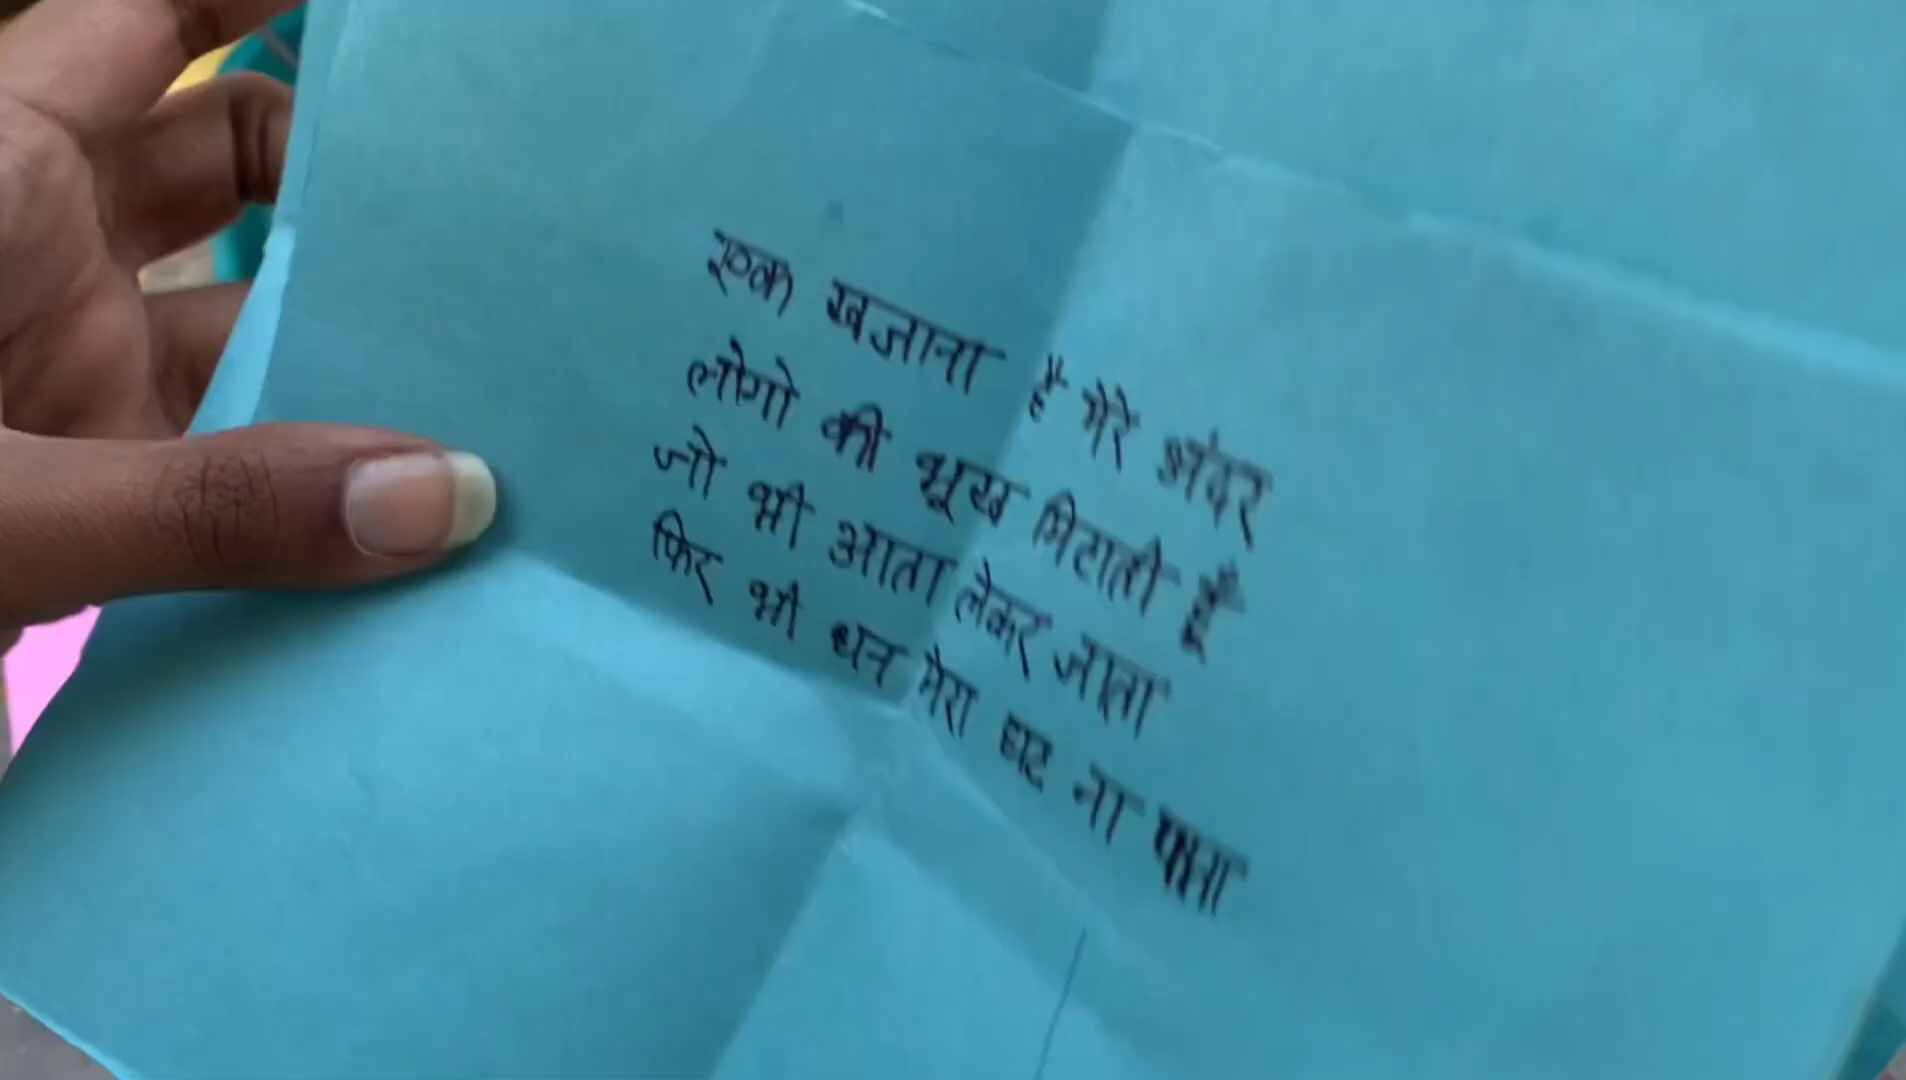 एक खजाना है मेरे अंदर
लोगो की भूख मिटाती हूँ
जो भी आता लेकर जाता
फिर भी धन मेरा घट ना पाता